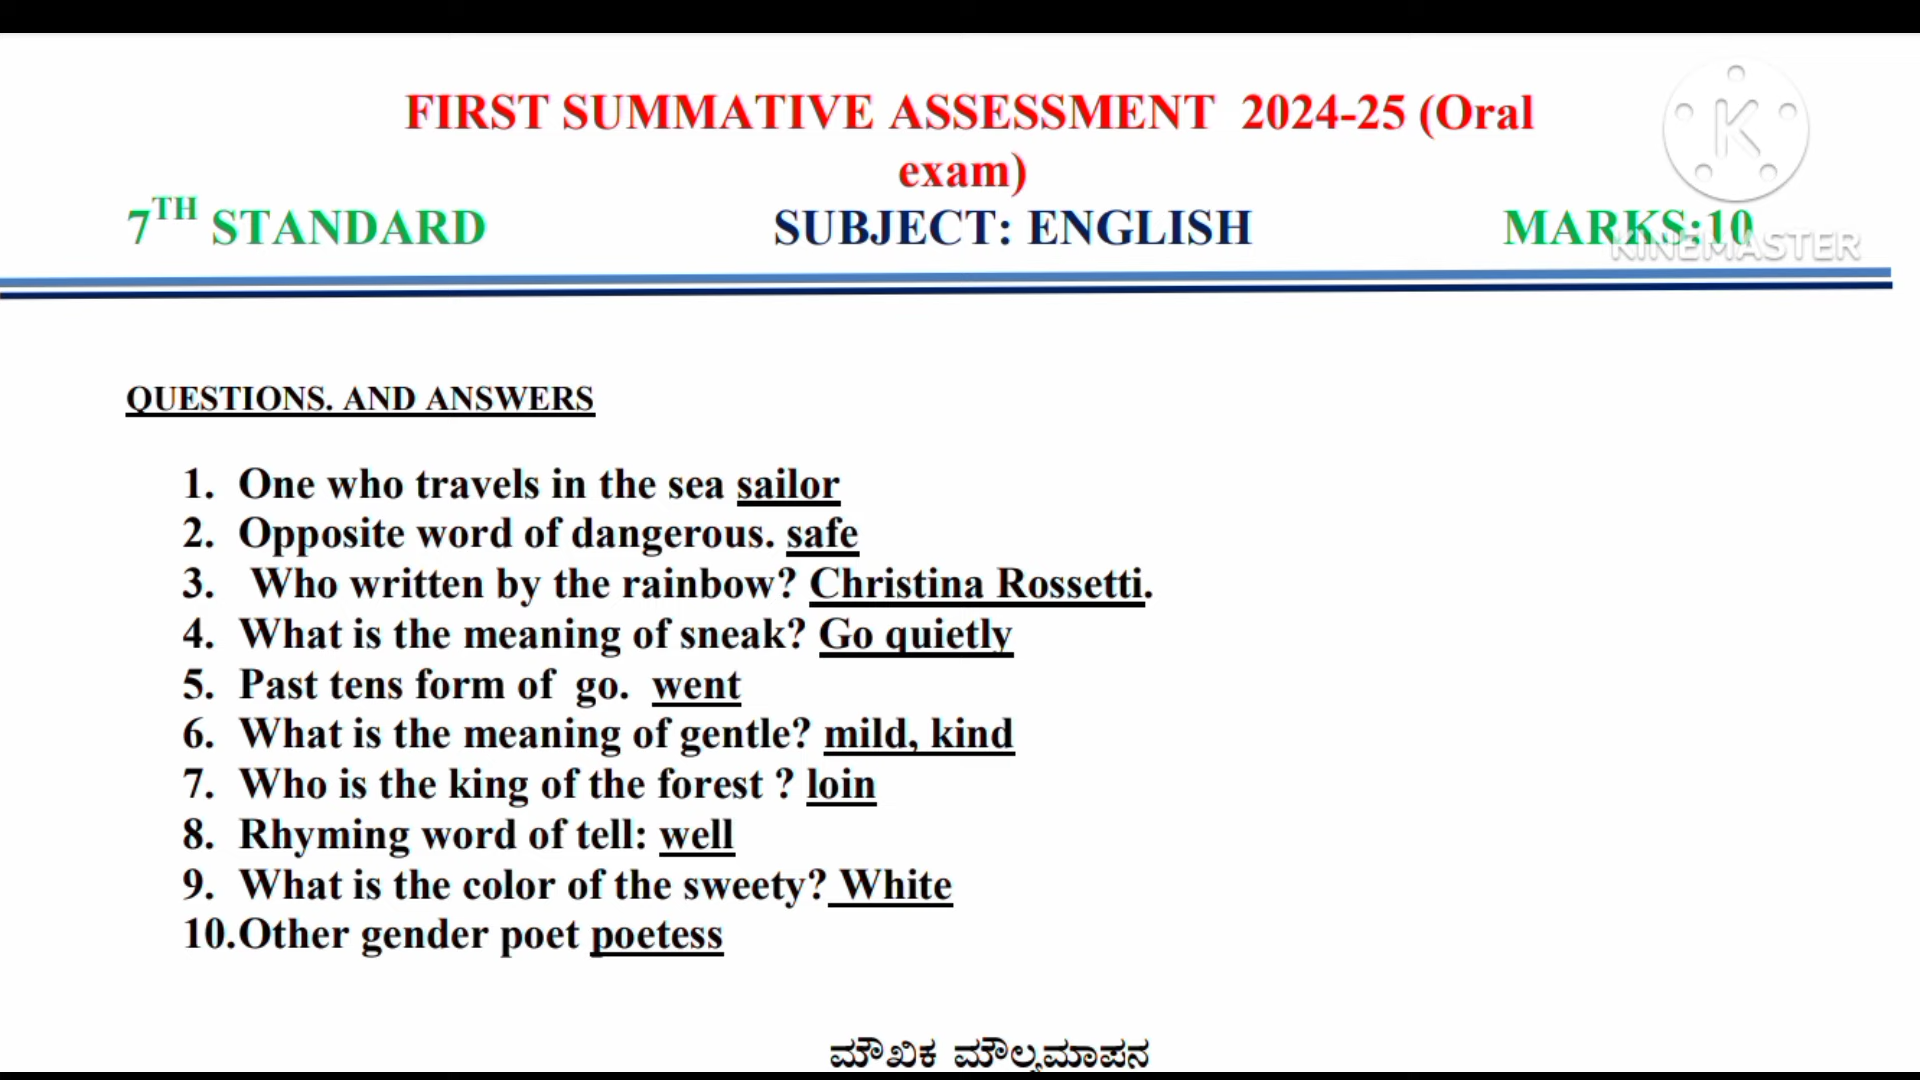 FIRST SUMMATIVE ASSESSMENT 2024-25 (Oral
exam)
7TH STANDARD SUBJECT: ENGLISH MARKS:10
KINEMASTER
QUESTIONS. AND ANSWERS
1. One who travels in the sea sailor
2. Opposite word of dangerous. safe
3. Who written by the rainbow? Christina Rossetti.
4. What is the meaning of sneak? Go quietly
5. Past tens form of go. went
6. What is the meaning of gentle? mild, kind
7. Who is the king of the forest ? loin
8. Rhyming word of tell: well
9. What is the color of the sweety? White
10.Other gender poet poetess
ಮೌಖಿಕ ಮೌಲ್ಯಮಾಪನ